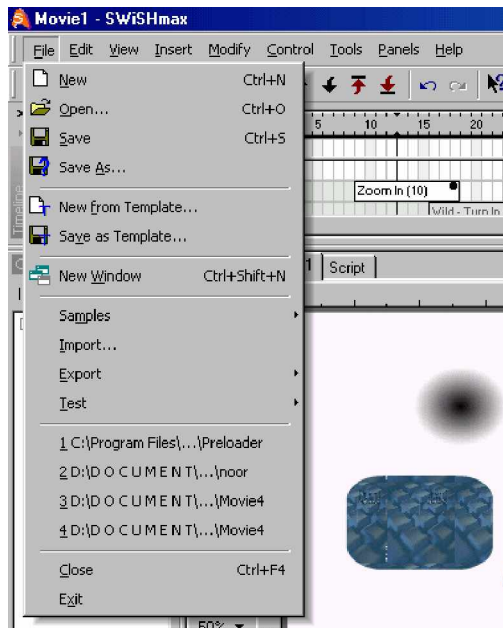 Movie1 - SWiSHmax
File Edit View Insert Modify Control Tools Panels Help
New Ctrl+N
Open... Ctrl+O
Save Ctrl+S
Save As...
New from Template...
Save as Template...
New Window Ctrl+Shift+N
Samples
Import...
Export
Test
1 C:\Program Files\...\Preloader
2 D:\D O C U M E N T\...\noor
3 D:\D O C U M E N T\...\Movie4
4 D:\D O C U M E N T\...\Movie4
Close Ctrl+F4
Exit
5 10 15 20
Zoom In (10)
Wild - Turn In
Timeline
Script
50%